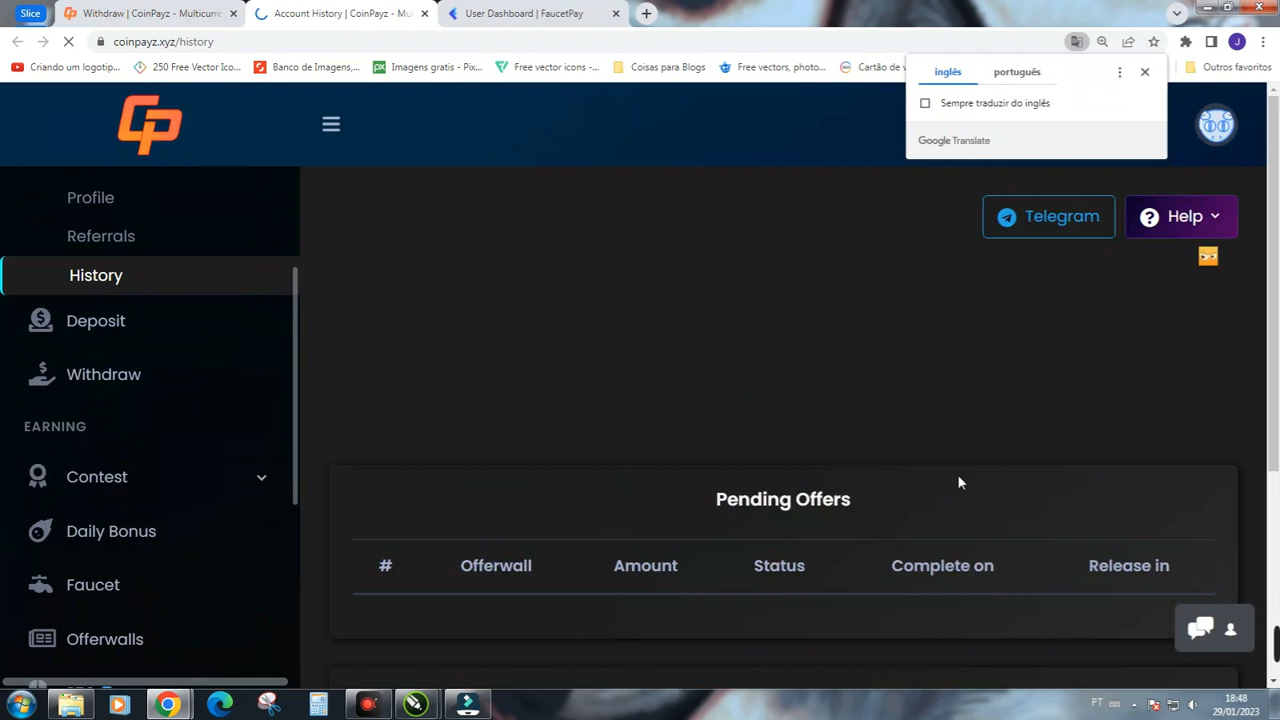 Slice
Withdraw | CoinPayz - Multicurre
Account History | CoinPayz - Mul
User Dashboard | FaucetPay
coinpayz.xyz/history
J
Criando um logotip...
250 Free Vector Ico...
Banco de Imagens,...
Imagens gratis - Pix...
Free vector icons -...
Coisas para Blogs
Free vectors, photo...
Cartão de v
Outros favoritos
inglês
português
Sempre traduzir do inglês
Google Translate
Profile
Referrals
History
Deposit
Withdraw
EARNING
Contest
Daily Bonus
Faucet
Offerwalls
Telegram
Help
Pending Offers
# Offerwall Amount Status Complete on Release in
PT
18:48
29/01/2023